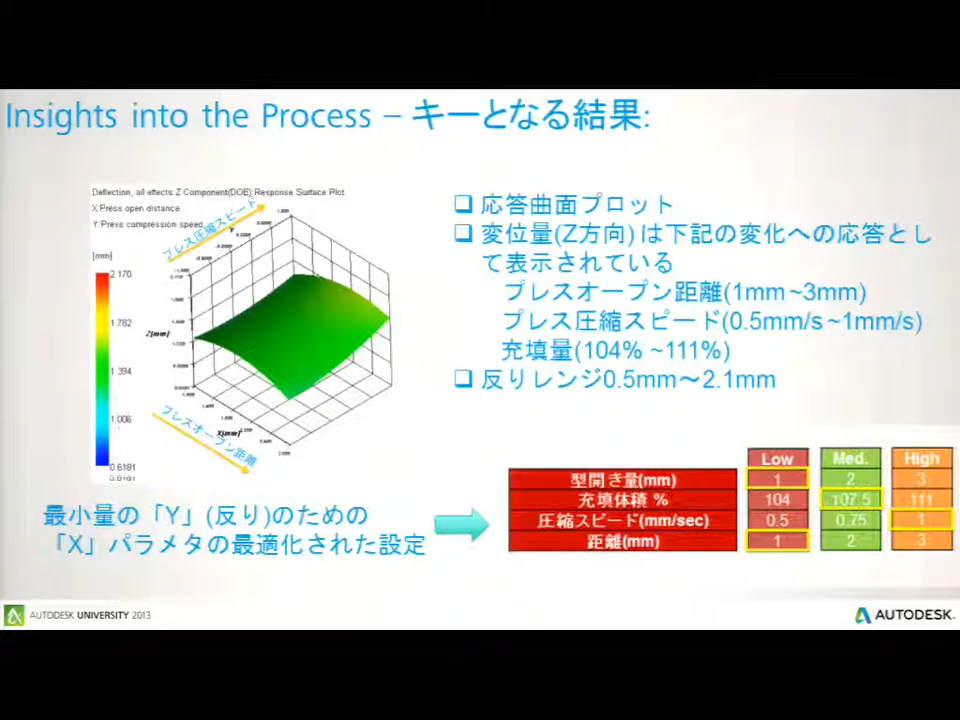 Insights into the Process – キーとなる結果:
Deflection, all effects:Z Component(DOE):Response Surface Plot
X:Press open distance
Y:Press compression speed
プレス圧縮スピード
Y
[mm]
2.170
1.782
1.394
1.006
0.6181
Z[mm]
X[mm]
プレスオープン距離
❑ 応答曲面プロット
❑ 変位量(Z方向) は下記の変化への応答とし
て表示されている
プレスオープン距離(1mm ~3mm)
プレス圧縮スピード(0.5mm/s ~1mm/s)
充填量(104% ~111%)
❑ 反りレンジ0.5mm～2.1mm
最小量の「Y」(反り)のための
「X」パラメタの最適化された設定
Low Med. High
型開き量(mm) 1 2 3
充填体積 % 104 107.5 111
圧縮スピード(mm/sec) 0.5 0.75 1
距離(mm) 1 2 3
AUTODESK UNIVERSITY 2013
AUTODESK.